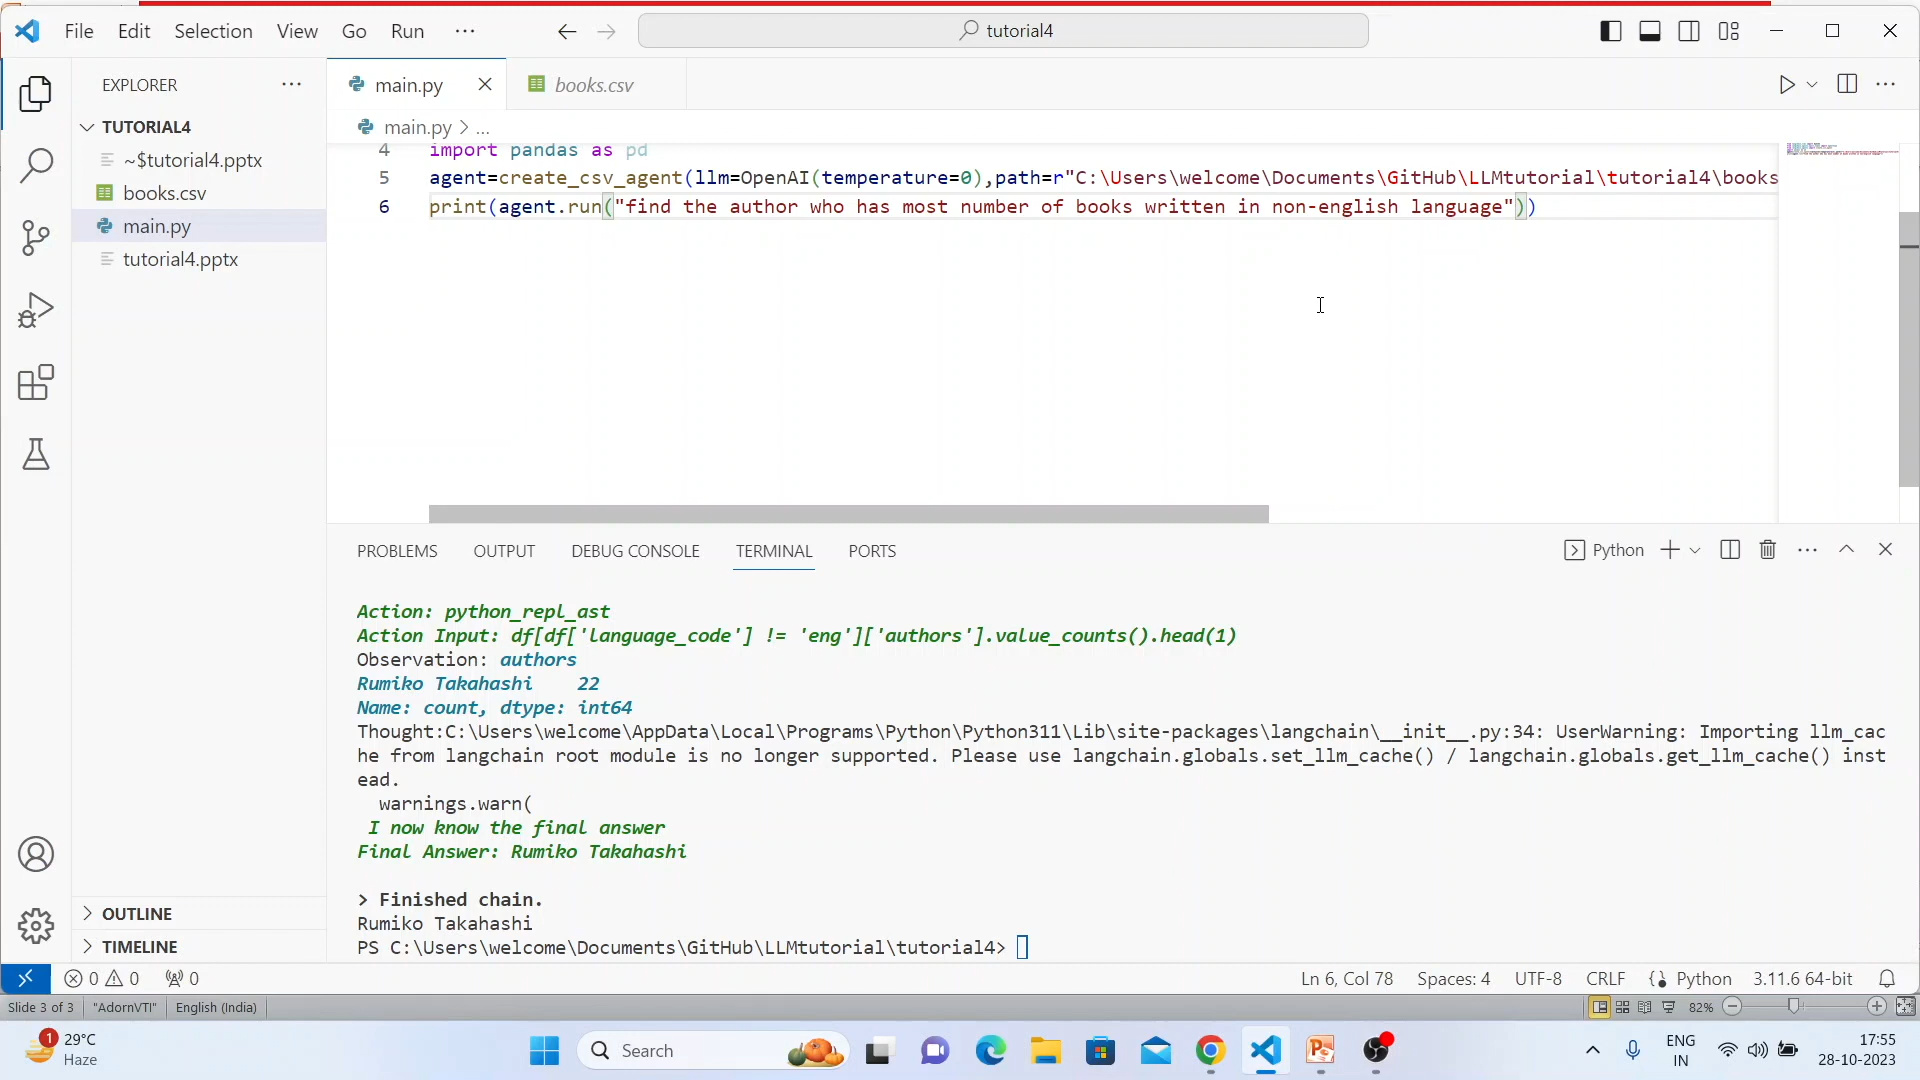 File Edit Selection View Go Run ···
tutorial4
EXPLORER
main.py
books.csv
TUTORIAL4
~$tutorial4.pptx
books.csv
main.py
tutorial4.pptx
OUTLINE
TIMELINE
main.py > ...
4 import pandas as pd
5 agent=create_csv_agent(llm=OpenAI(temperature=0),path=r"C:\Users\welcome\Documents\GitHub\LLMtutorial\tutorial4\books
6 print(agent.run("find the author who has most number of books written in non-english language"))
PROBLEMS OUTPUT DEBUG CONSOLE TERMINAL PORTS
Python
Action: python_repl_ast
Action Input: df[df['language_code'] != 'eng']['authors'].value_counts().head(1)
Observation: authors
Rumiko Takahashi    22
Name: count, dtype: int64
Thought:C:\Users\welcome\AppData\Local\Programs\Python\Python311\Lib\site-packages\langchain\__init__.py:34: UserWarning: Importing llm_cac
he from langchain root module is no longer supported. Please use langchain.globals.set_llm_cache() / langchain.globals.get_llm_cache() inst
ead.
warnings.warn(
I now know the final answer
Final Answer: Rumiko Takahashi
> Finished chain.
Rumiko Takahashi
PS C:\Users\welcome\Documents\GitHub\LLMtutorial\tutorial4>
0 0 0
Ln 6, Col 78 Spaces: 4 UTF-8 CRLF Python 3.11.6 64-bit
Slide 3 of 3 "AdornVTI" English (India)
82%
1
29°C
Haze
Search
ENG
IN
17:55
28-10-2023